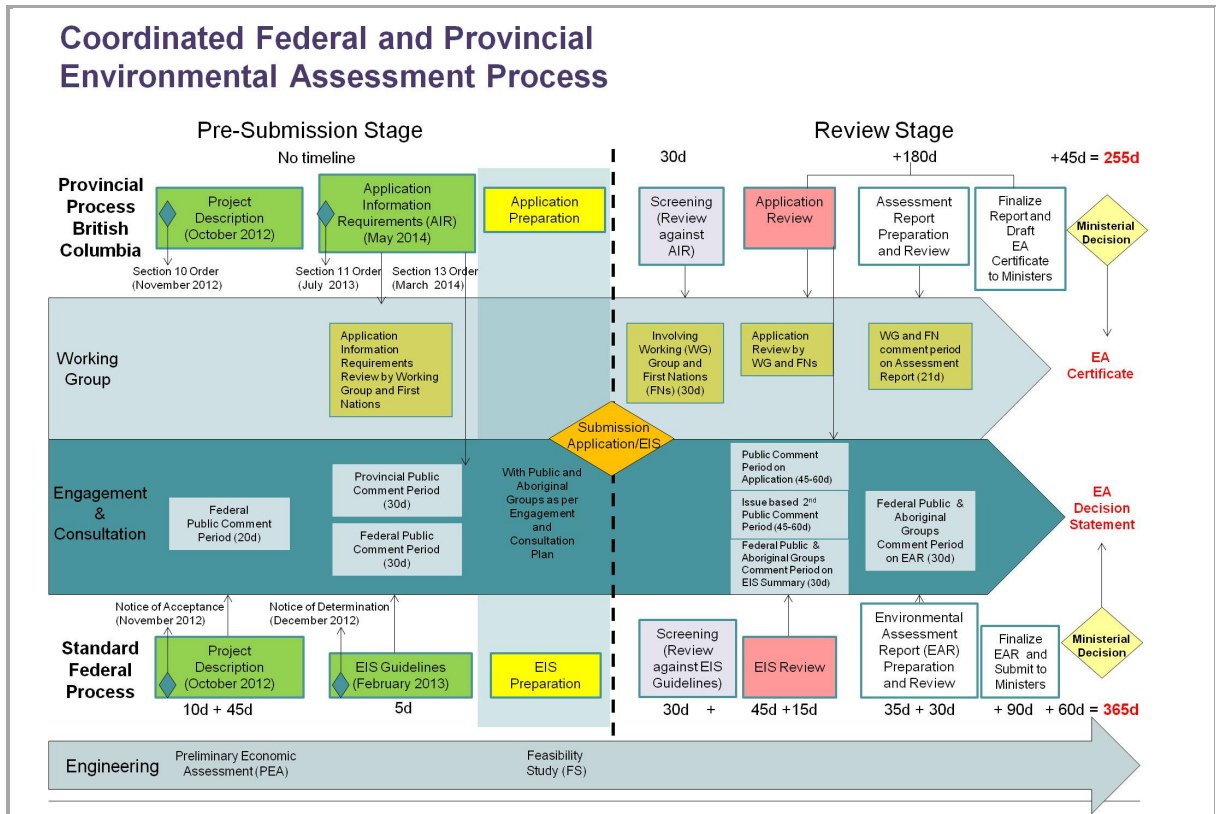 Coordinated Federal and Provincial
Environmental Assessment Process
Pre-Submission Stage
Review Stage
No timeline
30d
+180d
+45d = 255d
Provincial
Process
British
Columbia
Project
Description
(October 2012)
Application
Information
Requirements (AIR)
(May 2014)
Application
Preparation
Screening
(Review
against
AIR)
Application
Review
Assessment
Report
Preparation
and Review
Finalize
Report and
Draft
EA
Certificate
to Ministers
Ministerial
Decision
Section 10 Order
(November 2012)
Section 11 Order
(July 2013)
Section 13 Order
(March 2014)
Working
Group
Application
Information
Requirements
Review by Working
Group and First
Nations
Involving
Working (WG)
Group and
First Nations
(FNs) (30d)
Application
Review by
WG and FNs
WG and FN
comment period
on Assessment
Report (21d)
EA
Certificate
Submission
Application/EIS
Engagement
&
Consultation
Federal
Public Comment
Period (20d)
Provincial Public
Comment Period
(30d)
Federal Public
Comment Period
(30d)
With Public and
Aboriginal
Groups as per
Engagement
and
Consultation
Plan
Public Comment
Period on
Application (45-60d)
Issue based 2nd
Public Comment
Period (45-60d)
Federal Public &
Aboriginal Groups
Comment Period on
EIS Summary (30d)
Federal Public &
Aboriginal
Groups
Comment Period
on EAR (30d)
EA
Decision
Statement
Notice of Acceptance
(November 2012)
Notice of Determination
(December 2012)
Standard
Federal
Process
Project
Description
(October 2012)
EIS Guidelines
(February 2013)
EIS
Preparation
Screening
(Review
against EIS
Guidelines)
EIS Review
Environmental
Assessment
Report (EAR)
Preparation
and Review
Finalize
EAR and
Submit to
Ministers
Ministerial
Decision
10d + 45d
5d
30d +
45d +15d
35d + 30d
+ 90d + 60d = 365d
Engineering
Preliminary Economic
Assessment (PEA)
Feasibility
Study (FS)